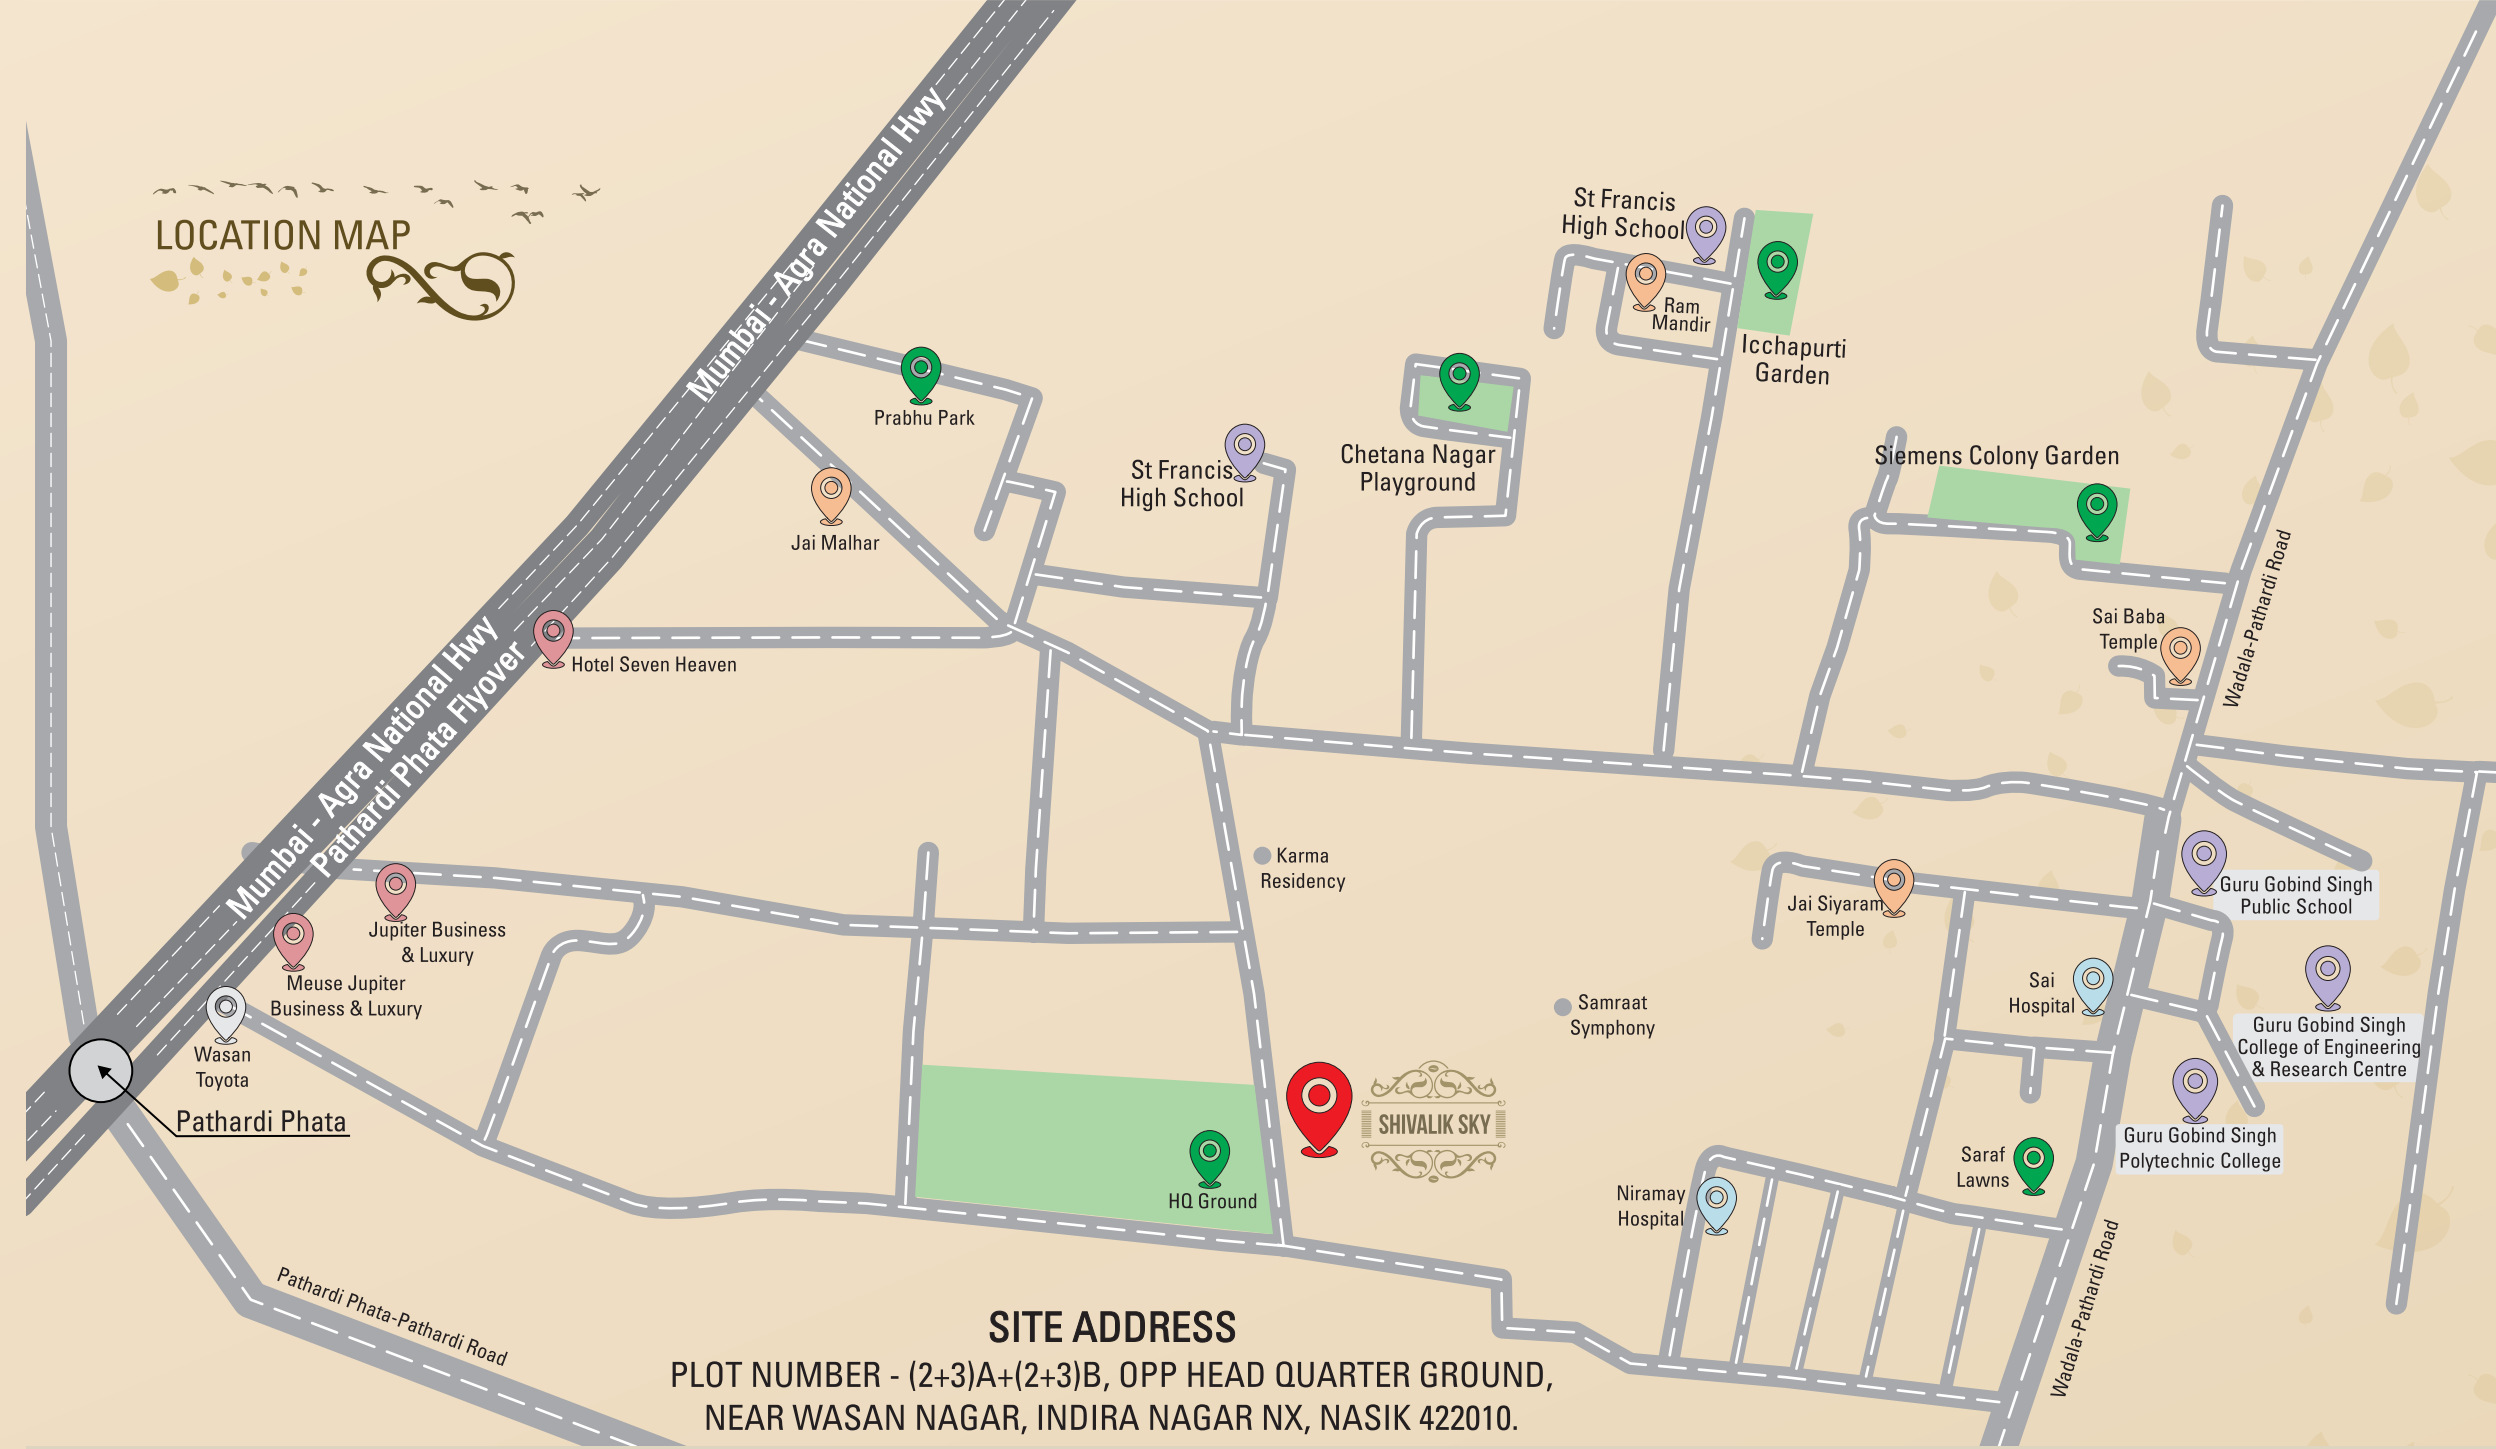 LOCATION MAP
Mumbai - Agra National Hwy
St Francis
High School
Ram
Mandir
Icchapurti
Garden
Prabhu Park
Jai Malhar
St Francis
High School
Chetana Nagar
Playground
Siemens Colony Garden
Wadala-Pathardi Road
Sai Baba
Temple
Hotel Seven Heaven
Mumbai - Agra National Hwy
Pathardi Phata Flyover
Karma
Residency
Jupiter Business
& Luxury
Meuse Jupiter
Business & Luxury
Wasan
Toyota
Pathardi Phata
Jai Siyaram
Temple
Guru Gobind Singh
Public School
Sai
Hospital
Samraat
Symphony
Guru Gobind Singh
College of Engineering
& Research Centre
SHIVALIK SKY
Guru Gobind Singh
Polytechnic College
Saraf
Lawns
HQ Ground
Niramay
Hospital
Pathardi Phata-Pathardi Road
Wadala-Pathardi Road
SITE ADDRESS
PLOT NUMBER - (2+3)A+(2+3)B, OPP HEAD QUARTER GROUND,
NEAR WASAN NAGAR, INDIRA NAGAR NX, NASIK 422010.